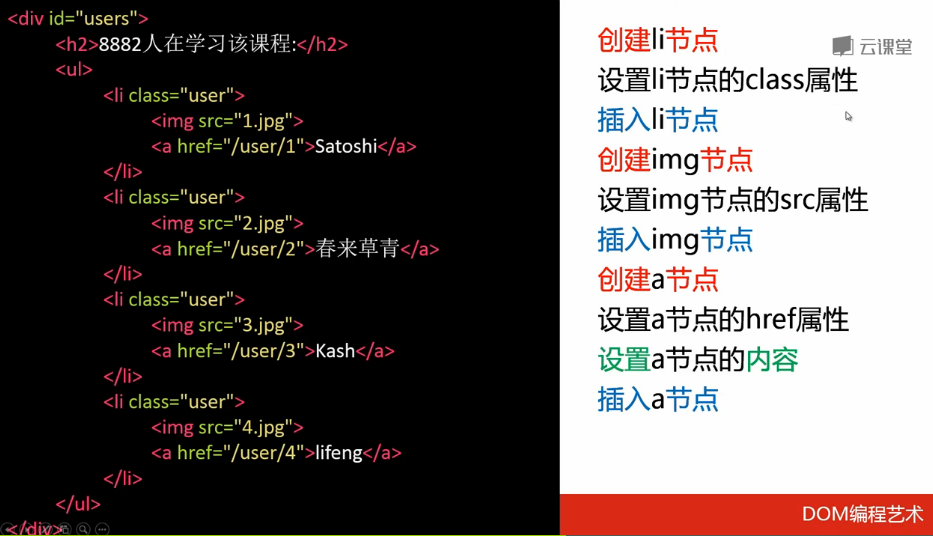 <div id="users">
<h2>8882人在学习该课程:</h2>
<ul>
<li class="user">
<img src="1.jpg">
<a href="/user/1">Satoshi</a>
</li>
<li class="user">
<img src="2.jpg">
<a href="/user/2">春来草青</a>
</li>
<li class="user">
<img src="3.jpg">
<a href="/user/3">Kash</a>
</li>
<li class="user">
<img src="4.jpg">
<a href="/user/4">lifeng</a>
</li>
</ul>
</div>
云课堂
创建li节点
设置li节点的class属性
插入li节点
创建img节点
设置img节点的src属性
插入img节点
创建a节点
设置a节点的href属性
设置a节点的内容
插入a节点
DOM编程艺术